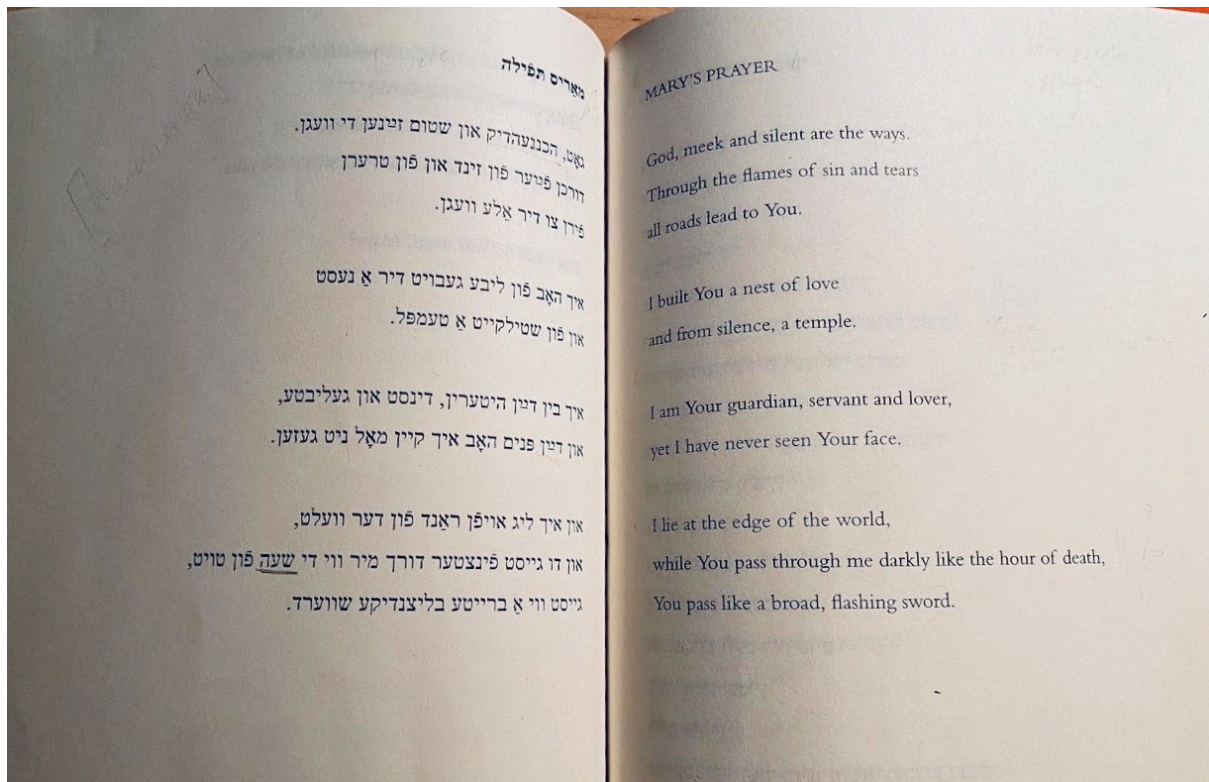 מאַריס תּפֿילה
גאָט, הכנעהדיק און שטום זײַנען די וועגן.
דורכן פֿײַער פֿון זינד און פֿון טרערן
פֿירן צו דיר אַלע וועגן.
איך האָב פֿון ליבע געבויט דיר אַ נעסט
און פֿון שטילקייט אַ טעמפּל.
איך בין דײַן היטערין, דינסט און געליבטע,
און דײַן פּנים האָב איך קיין מאָל ניט געזען.
און איך ליג אויפֿן ראַנד פֿון דער וועלט,
און דו גייסט פֿינצטער דורך מיר ווי די שעה פֿון טויט,
גייסט ווי אַ ברייטע בליצנדיקע שווערד.
MARY'S PRAYER
God, meek and silent are the ways.
Through the flames of sin and tears
all roads lead to You.
I built You a nest of love
and from silence, a temple.
I am Your guardian, servant and lover,
yet I have never seen Your face.
I lie at the edge of the world,
while You pass through me darkly like the hour of death,
You pass like a broad, flashing sword.